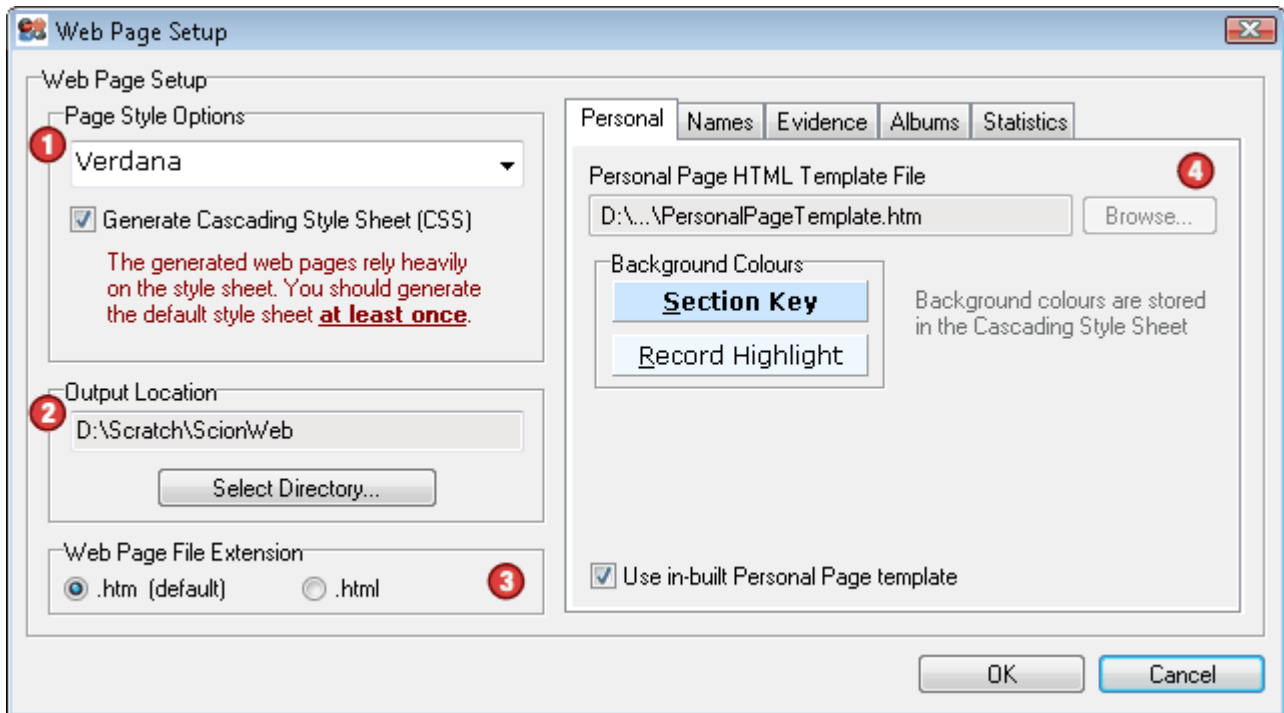 Web Page Setup
Web Page Setup
Page Style Options
1
Verdana
Generate Cascading Style Sheet (CSS)
The generated web pages rely heavily
on the style sheet. You should generate
the default style sheet at least once.
2
Output Location
D:\Scratch\ScionWeb
Select Directory...
Web Page File Extension
.htm (default)
.html
3
Personal
Names
Evidence
Albums
Statistics
4
Personal Page HTML Template File
D:\...\PersonalPageTemplate.htm
Browse...
Background Colours
Section Key
Record Highlight
Background colours are stored
in the Cascading Style Sheet
Use in-built Personal Page template
OK
Cancel